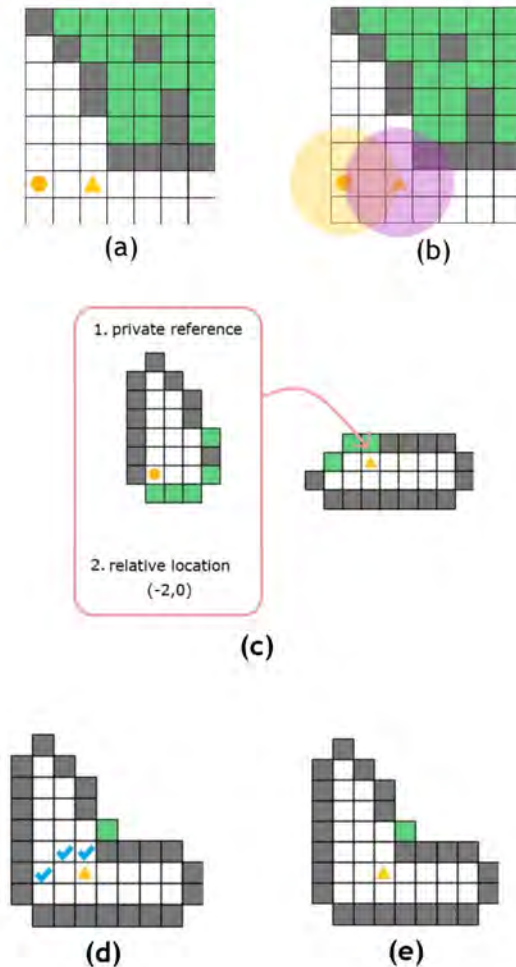 (a)
(b)
1. private reference
2. relative location
(-2,0)
(c)
(d)
(e)